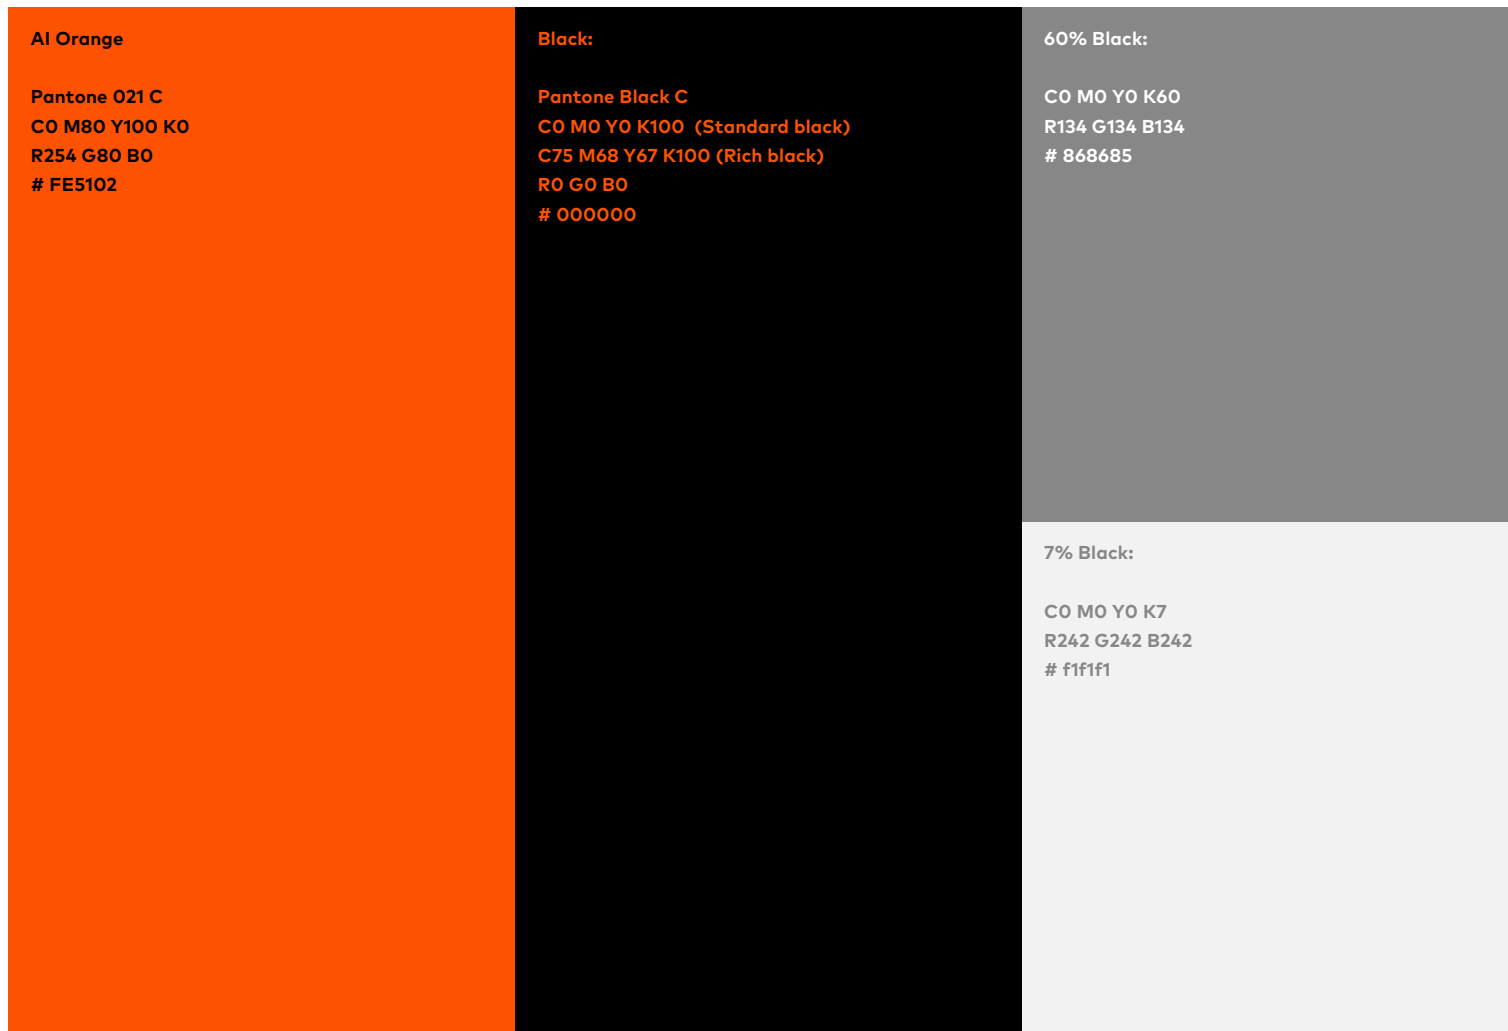 AI Orange
Pantone 021 C
C0 M80 Y100 K0
R254 G80 B0
# FE5102
Black:
Pantone Black C
C0 M0 Y0 K100  (Standard black)
C75 M68 Y67 K100 (Rich black)
R0 G0 B0
# 000000
60% Black:
C0 M0 Y0 K60
R134 G134 B134
# 868685
7% Black:
C0 M0 Y0 K7
R242 G242 B242
# f1f1f1